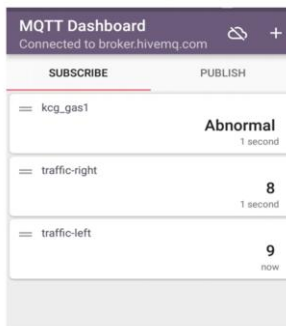 MQTT Dashboard
Connected to broker.hivemq.com
SUBSCRIBE PUBLISH
kcg_gas1
Abnormal
1 second
traffic-right
8
1 second
traffic-left
9
now